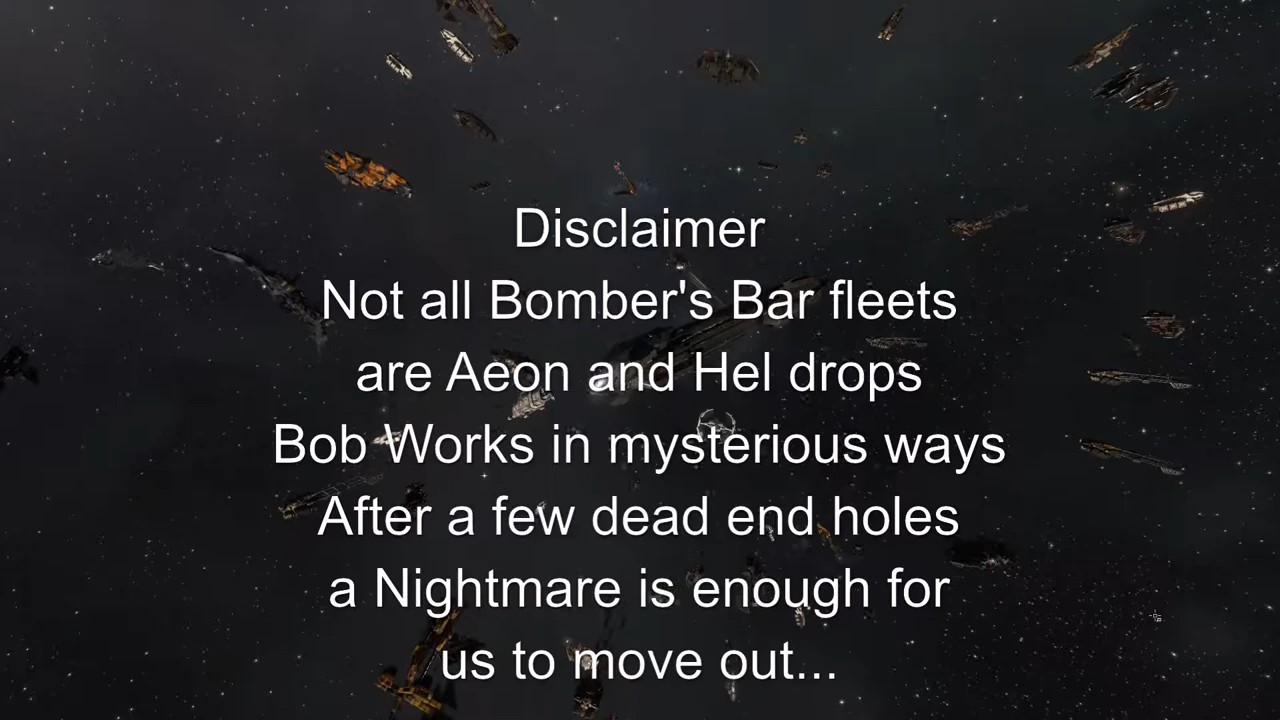 Disclaimer
Not all Bomber's Bar fleets
are Aeon and Hel drops
Bob Works in mysterious ways
After a few dead end holes
a Nightmare is enough for
us to move out...